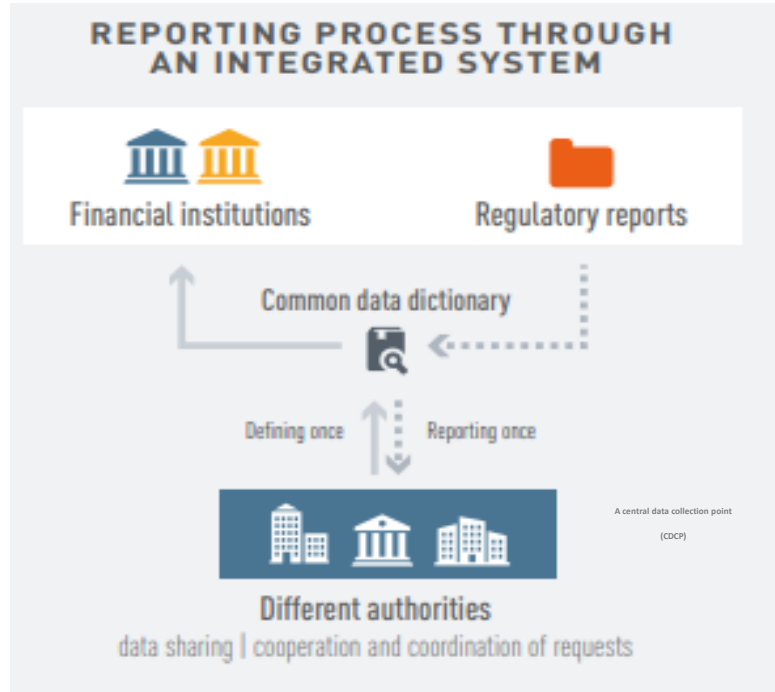 REPORTING PROCESS THROUGH
AN INTEGRATED SYSTEM
Financial institutions
Regulatory reports
Common data dictionary
Defining once
Reporting once
A central data collection point
(CDCP)
Different authorities
data sharing | cooperation and coordination of requests